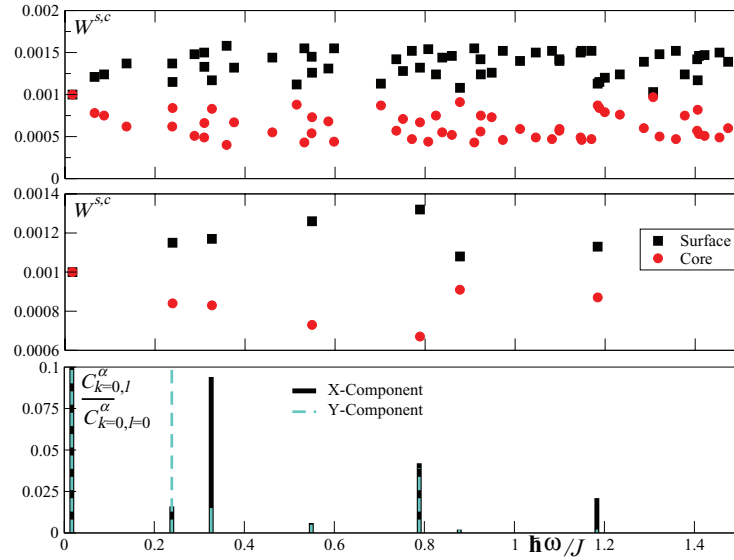 W^{s,c}
0.002
0.0015
0.001
0.0005
0
W^{s,c}
0.0014
0.0012
0.001
0.0008
0.0006
Surface
Core
0.1
0.075
0.05
0.025
0
C^α_{k=0,l}
C^α_{k=0,l=0}
X-Component
Y-Component
0 0.2 0.4 0.6 0.8 1 1.2 1.4
ħω/J